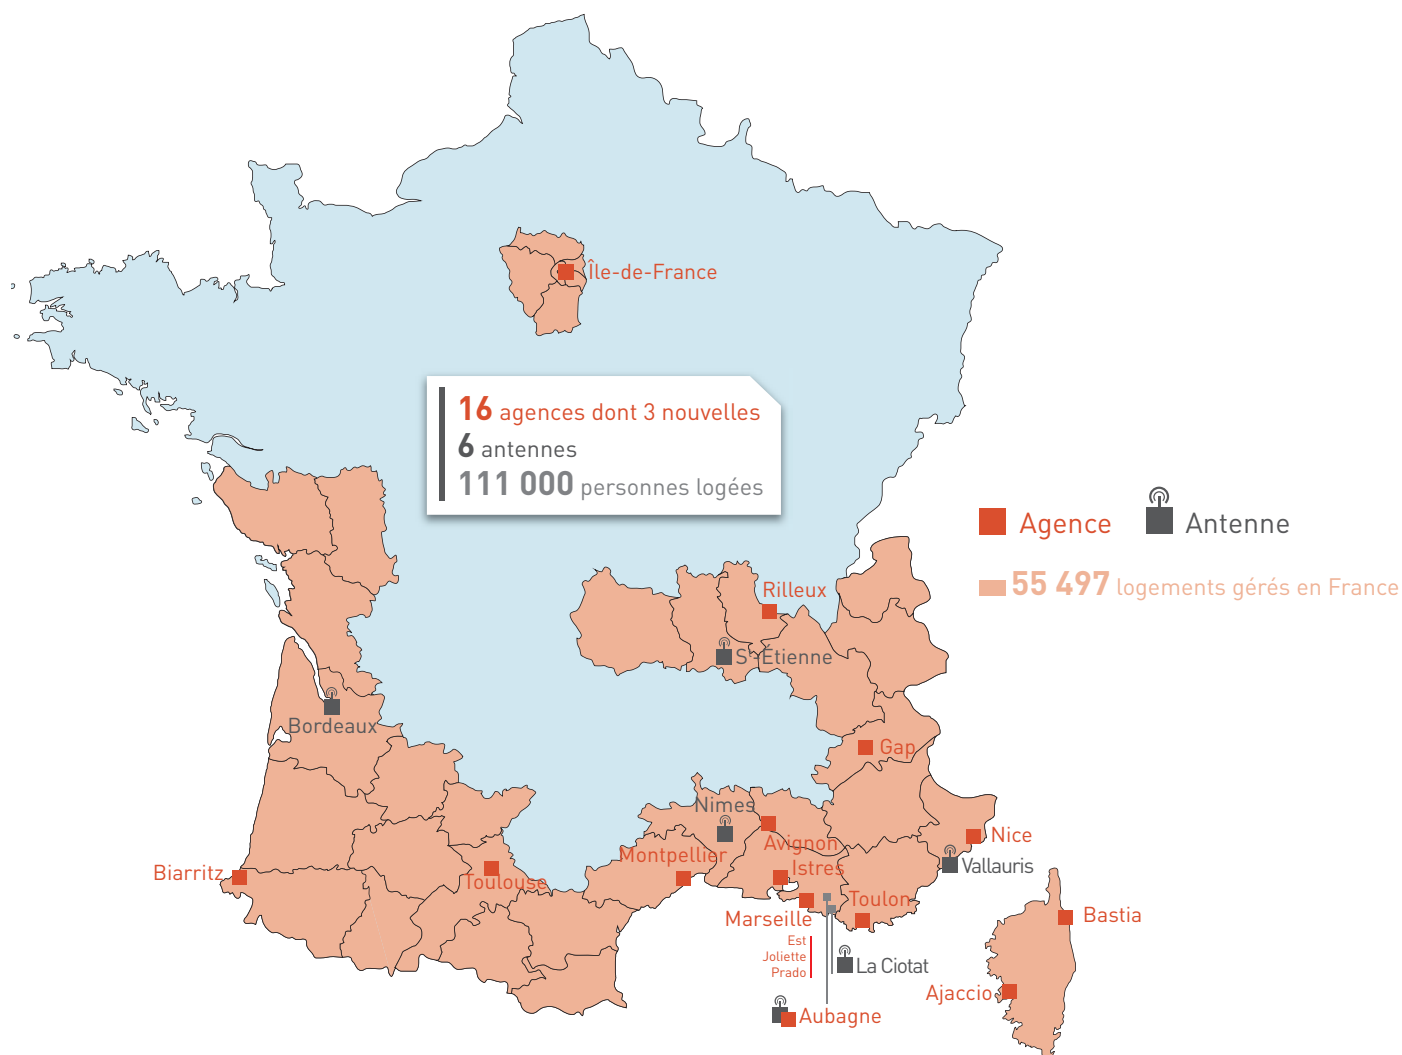 Île-de-France
16 agences dont 3 nouvelles
6 antennes
111 000 personnes logées
Agence
Antenne
55 497 logements gérés en France
Rilleux
St-Étienne
Bordeaux
Gap
Nimes
Avignon
Nice
Montpellier
Istres
Vallauris
Biarritz
Toulouse
Toulon
Marseille
Est
Joliette
Prado
Bastia
La Ciotat
Ajaccio
Aubagne